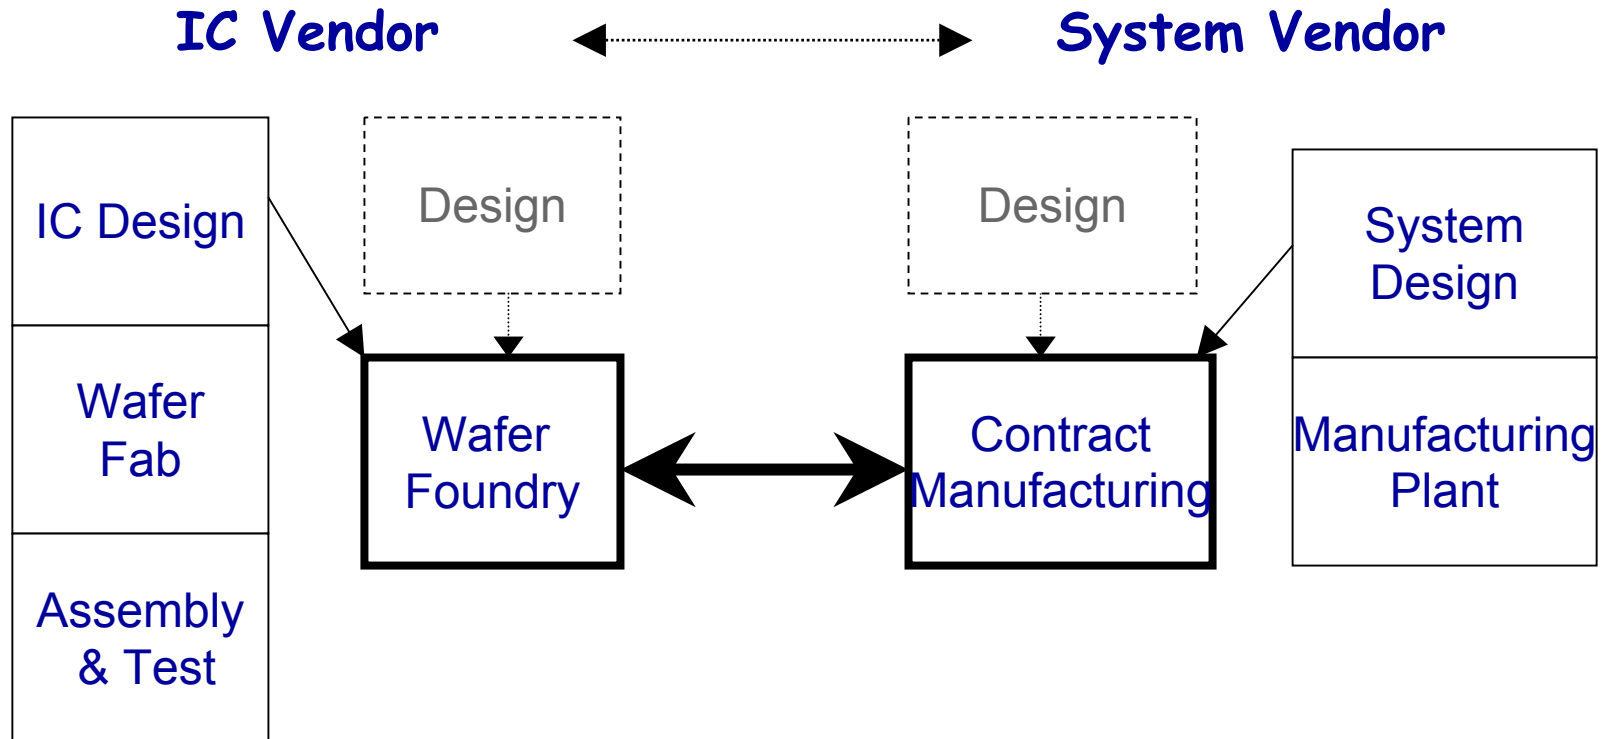 IC Vendor
System Vendor
IC Design
Wafer
Fab
Assembly
& Test
Design
Wafer
Foundry
Design
Contract
Manufacturing
System
Design
Manufacturing
Plant